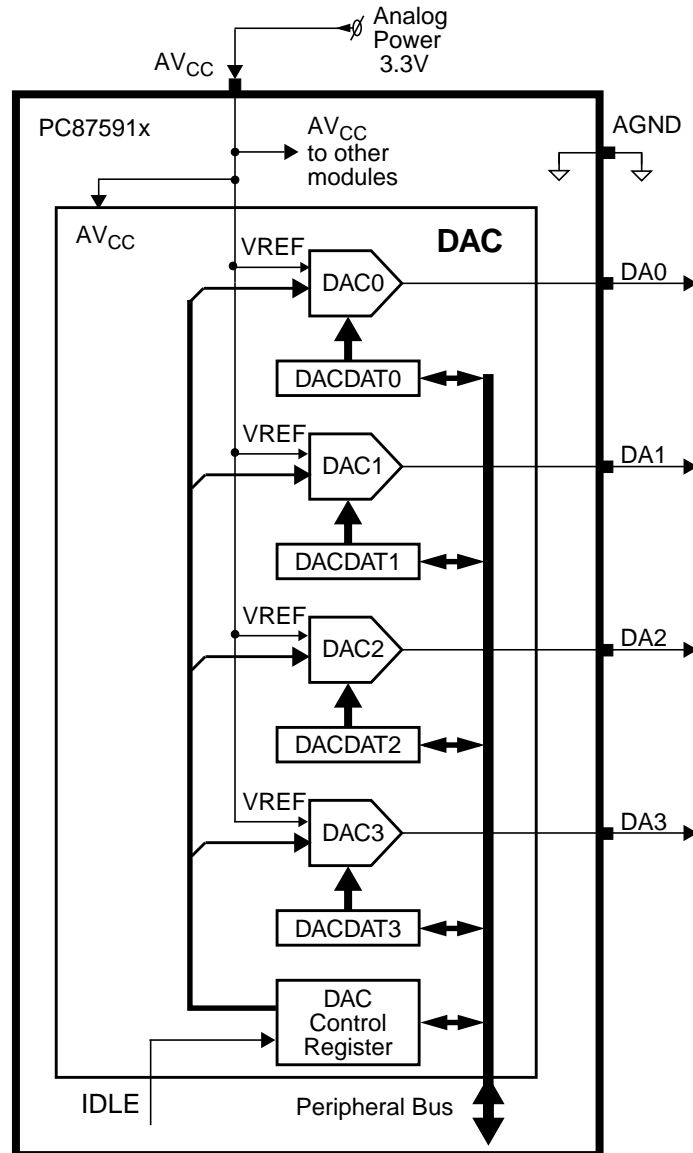 Analog
Power
3.3V
AVCC
PC87591x
AGND
AVCC
to other
modules
AVCC
DAC
VREF
DAC0
DA0
DACDAT0
VREF
DAC1
DA1
DACDAT1
VREF
DAC2
DA2
DACDAT2
VREF
DAC3
DA3
DACDAT3
DAC
Control
Register
IDLE
Peripheral Bus